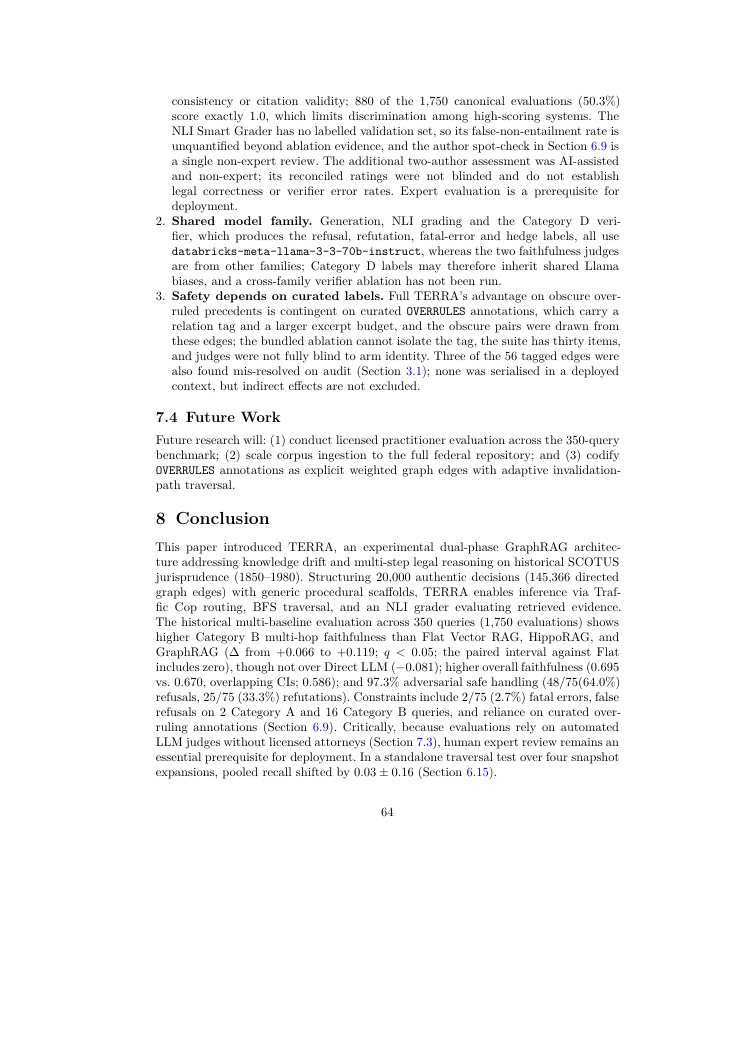 consistency or citation validity; 880 of the 1,750 canonical evaluations (50.3%)
score exactly 1.0, which limits discrimination among high-scoring systems. The
NLI Smart Grader has no labelled validation set, so its false-non-entailment rate is
unquantified beyond ablation evidence, and the author spot-check in Section 6.9 is
a single non-expert review. The additional two-author assessment was AI-assisted
and non-expert; its reconciled ratings were not blinded and do not establish
legal correctness or verifier error rates. Expert evaluation is a prerequisite for
deployment.
2. Shared model family. Generation, NLI grading and the Category D veri-
fier, which produces the refusal, refutation, fatal-error and hedge labels, all use
databricks-meta-llama-3-3-70b-instruct, whereas the two faithfulness judges
are from other families; Category D labels may therefore inherit shared Llama
biases, and a cross-family verifier ablation has not been run.
3. Safety depends on curated labels. Full TERRA's advantage on obscure over-
ruled precedents is contingent on curated OVERRULES annotations, which carry a
relation tag and a larger excerpt budget, and the obscure pairs were drawn from
these edges; the bundled ablation cannot isolate the tag, the suite has thirty items,
and judges were not fully blind to arm identity. Three of the 56 tagged edges were
also found mis-resolved on audit (Section 3.1); none was serialised in a deployed
context, but indirect effects are not excluded.
7.4 Future Work
Future research will: (1) conduct licensed practitioner evaluation across the 350-query
benchmark; (2) scale corpus ingestion to the full federal repository; and (3) codify
OVERRULES annotations as explicit weighted graph edges with adaptive invalidation-
path traversal.
8 Conclusion
This paper introduced TERRA, an experimental dual-phase GraphRAG architec-
ture addressing knowledge drift and multi-step legal reasoning on historical SCOTUS
jurisprudence (1850–1980). Structuring 20,000 authentic decisions (145,366 directed
graph edges) with generic procedural scaffolds, TERRA enables inference via Traf-
fic Cop routing, BFS traversal, and an NLI grader evaluating retrieved evidence.
The historical multi-baseline evaluation across 350 queries (1,750 evaluations) shows
higher Category B multi-hop faithfulness than Flat Vector RAG, HippoRAG, and
GraphRAG (Δ from +0.066 to +0.119; q < 0.05; the paired interval against Flat
includes zero), though not over Direct LLM (−0.081); higher overall faithfulness (0.695
vs. 0.670, overlapping CIs; 0.586); and 97.3% adversarial safe handling (48/75(64.0%)
refusals, 25/75 (33.3%) refutations). Constraints include 2/75 (2.7%) fatal errors, false
refusals on 2 Category A and 16 Category B queries, and reliance on curated over-
ruling annotations (Section 6.9). Critically, because evaluations rely on automated
LLM judges without licensed attorneys (Section 7.3), human expert review remains an
essential prerequisite for deployment. In a standalone traversal test over four snapshot
expansions, pooled recall shifted by 0.03 ± 0.16 (Section 6.15).
64